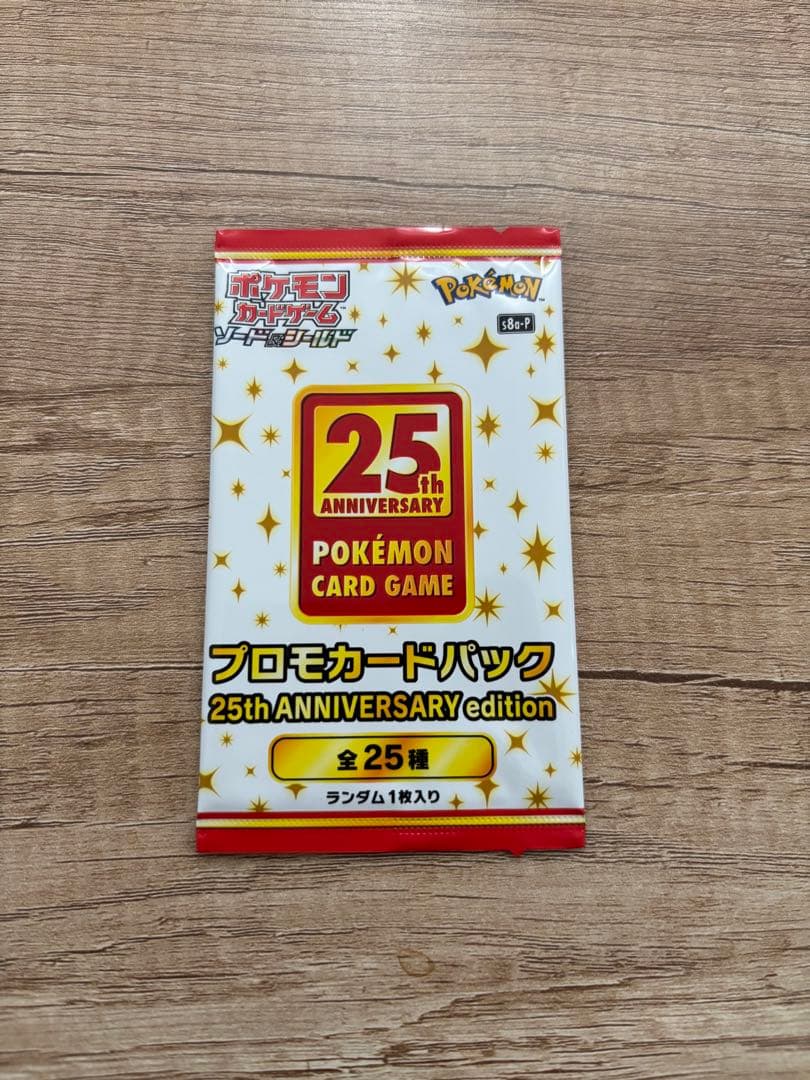 ポケモン
カードゲーム
ソード&シールド
POKéMON™
s8a-P
25th
ANNIVERSARY
POKÉMON
CARD GAME
プロモカードパック
25th ANNIVERSARY edition
全25種
ランダム1枚入り